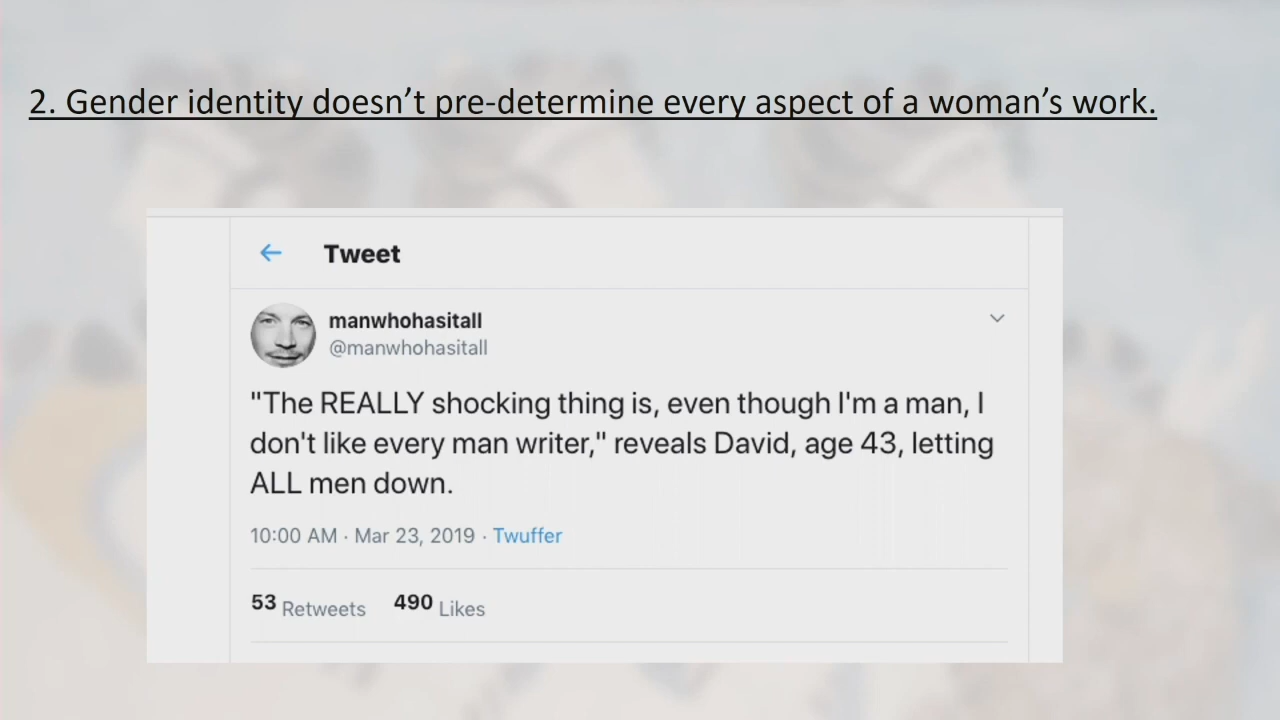 2. Gender identity doesn’t pre-determine every aspect of a woman’s work.
Tweet
manwhohasitall
@manwhohasitall
"The REALLY shocking thing is, even though I'm a man, I
don't like every man writer," reveals David, age 43, letting
ALL men down.
10:00 AM · Mar 23, 2019 · Twuffer
53 Retweets 490 Likes